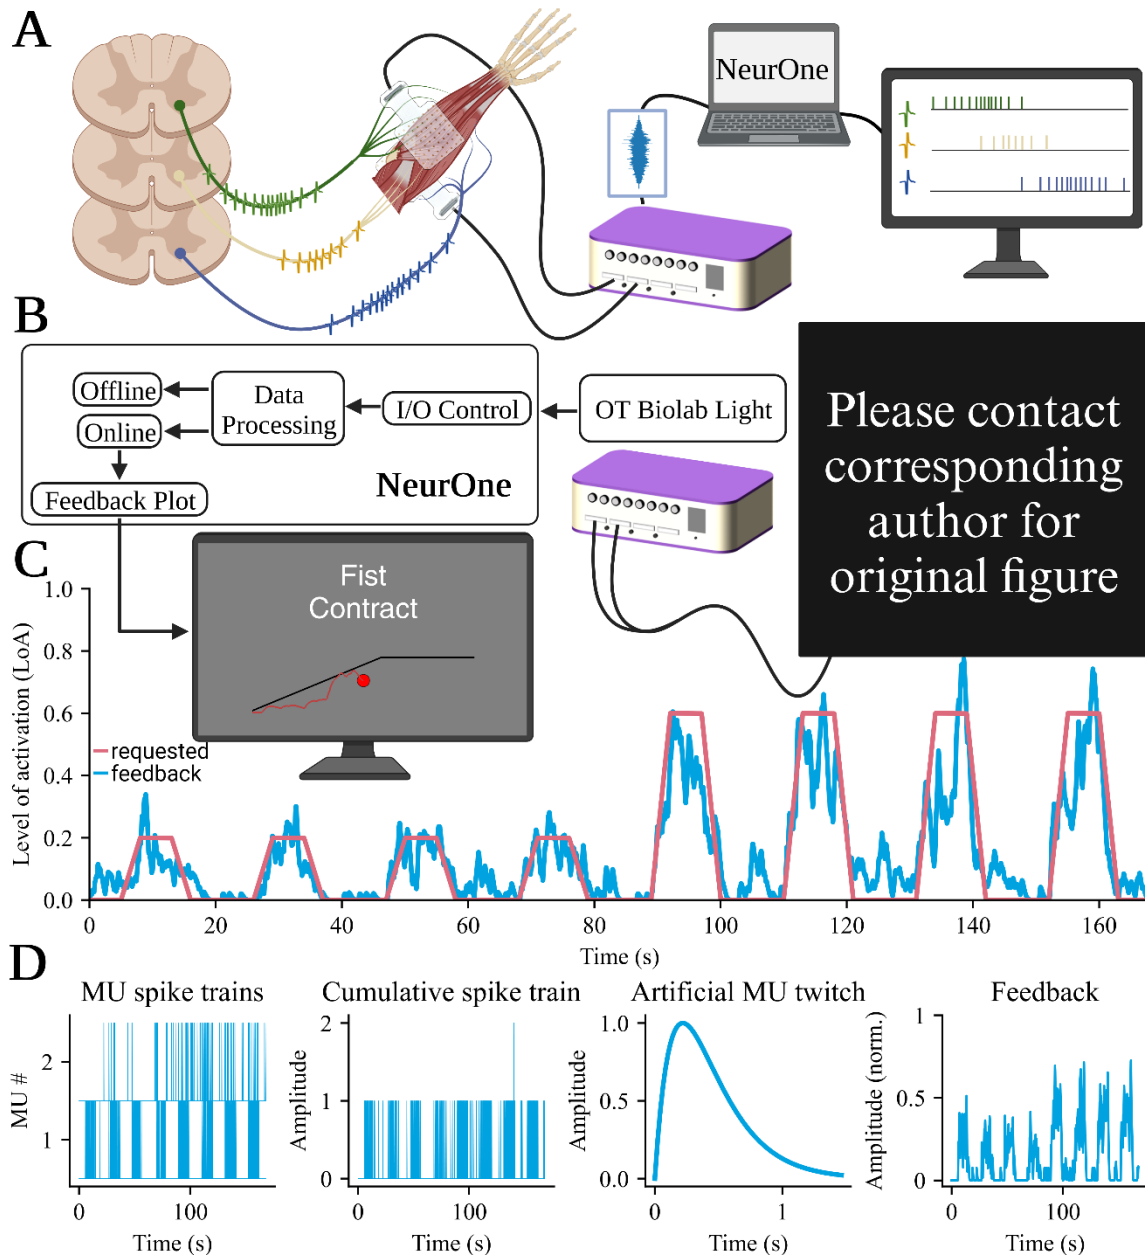 A
NeurOne
B
Offline
Online
Data
Processing
I/O Control
OT Biolab Light
Feedback Plot
NeurOne
Please contact
corresponding
author for
original figure
C
Fist
Contract
Level of activation (LoA)
1.0
0.8
0.6
0.4
0.2
0.0
requested
feedback
0 20 40 60 80 100 120 140 160
Time (s)
D
MU spike trains
MU #
2
1
0 100
Time (s)
Cumulative spike train
Amplitude
2
1
0
0 100
Time (s)
Artificial MU twitch
Amplitude
1.0
0.5
0.0
0 1
Time (s)
Feedback
Amplitude (norm.)
1
0.5
0
0 100
Time (s)